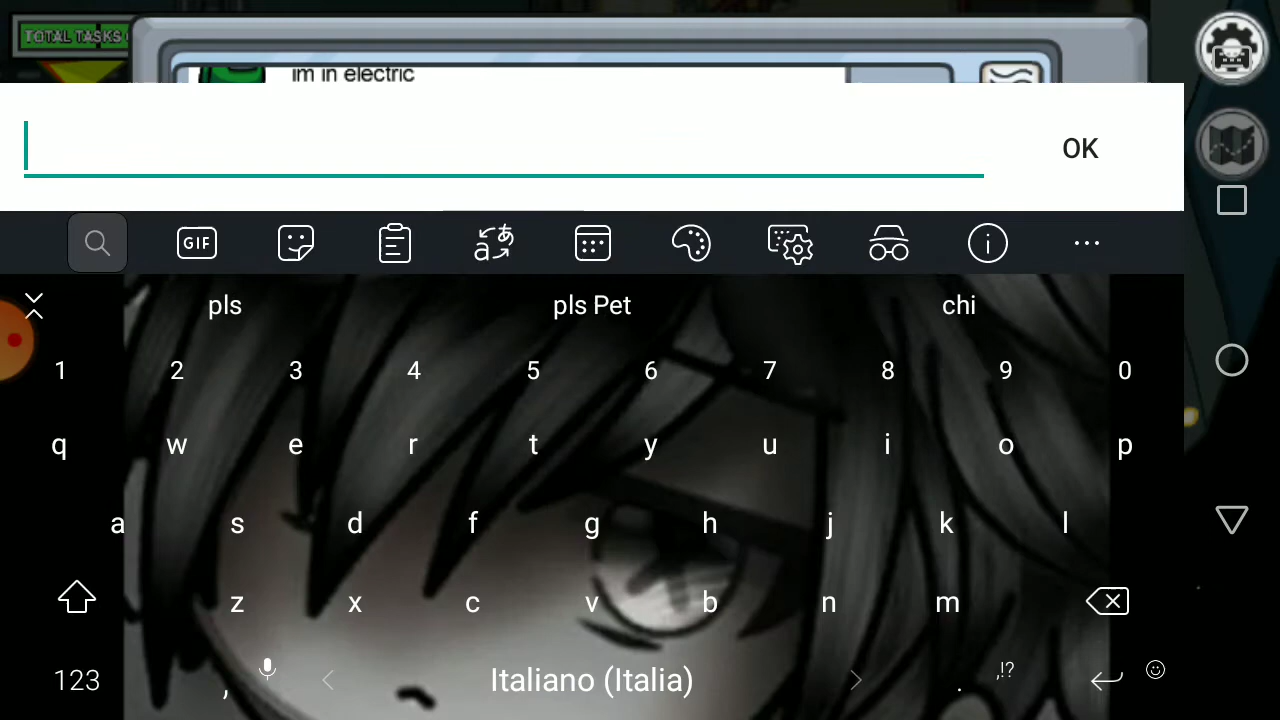 TOTAL TASKS
im in electric
OK
GIF
pls pls Pet chi
1 2 3 4 5 6 7 8 9 0
q w e r t y u i o p
a s d f g h j k l
z x c v b n m
123 , Italiano (Italia) . ,!?